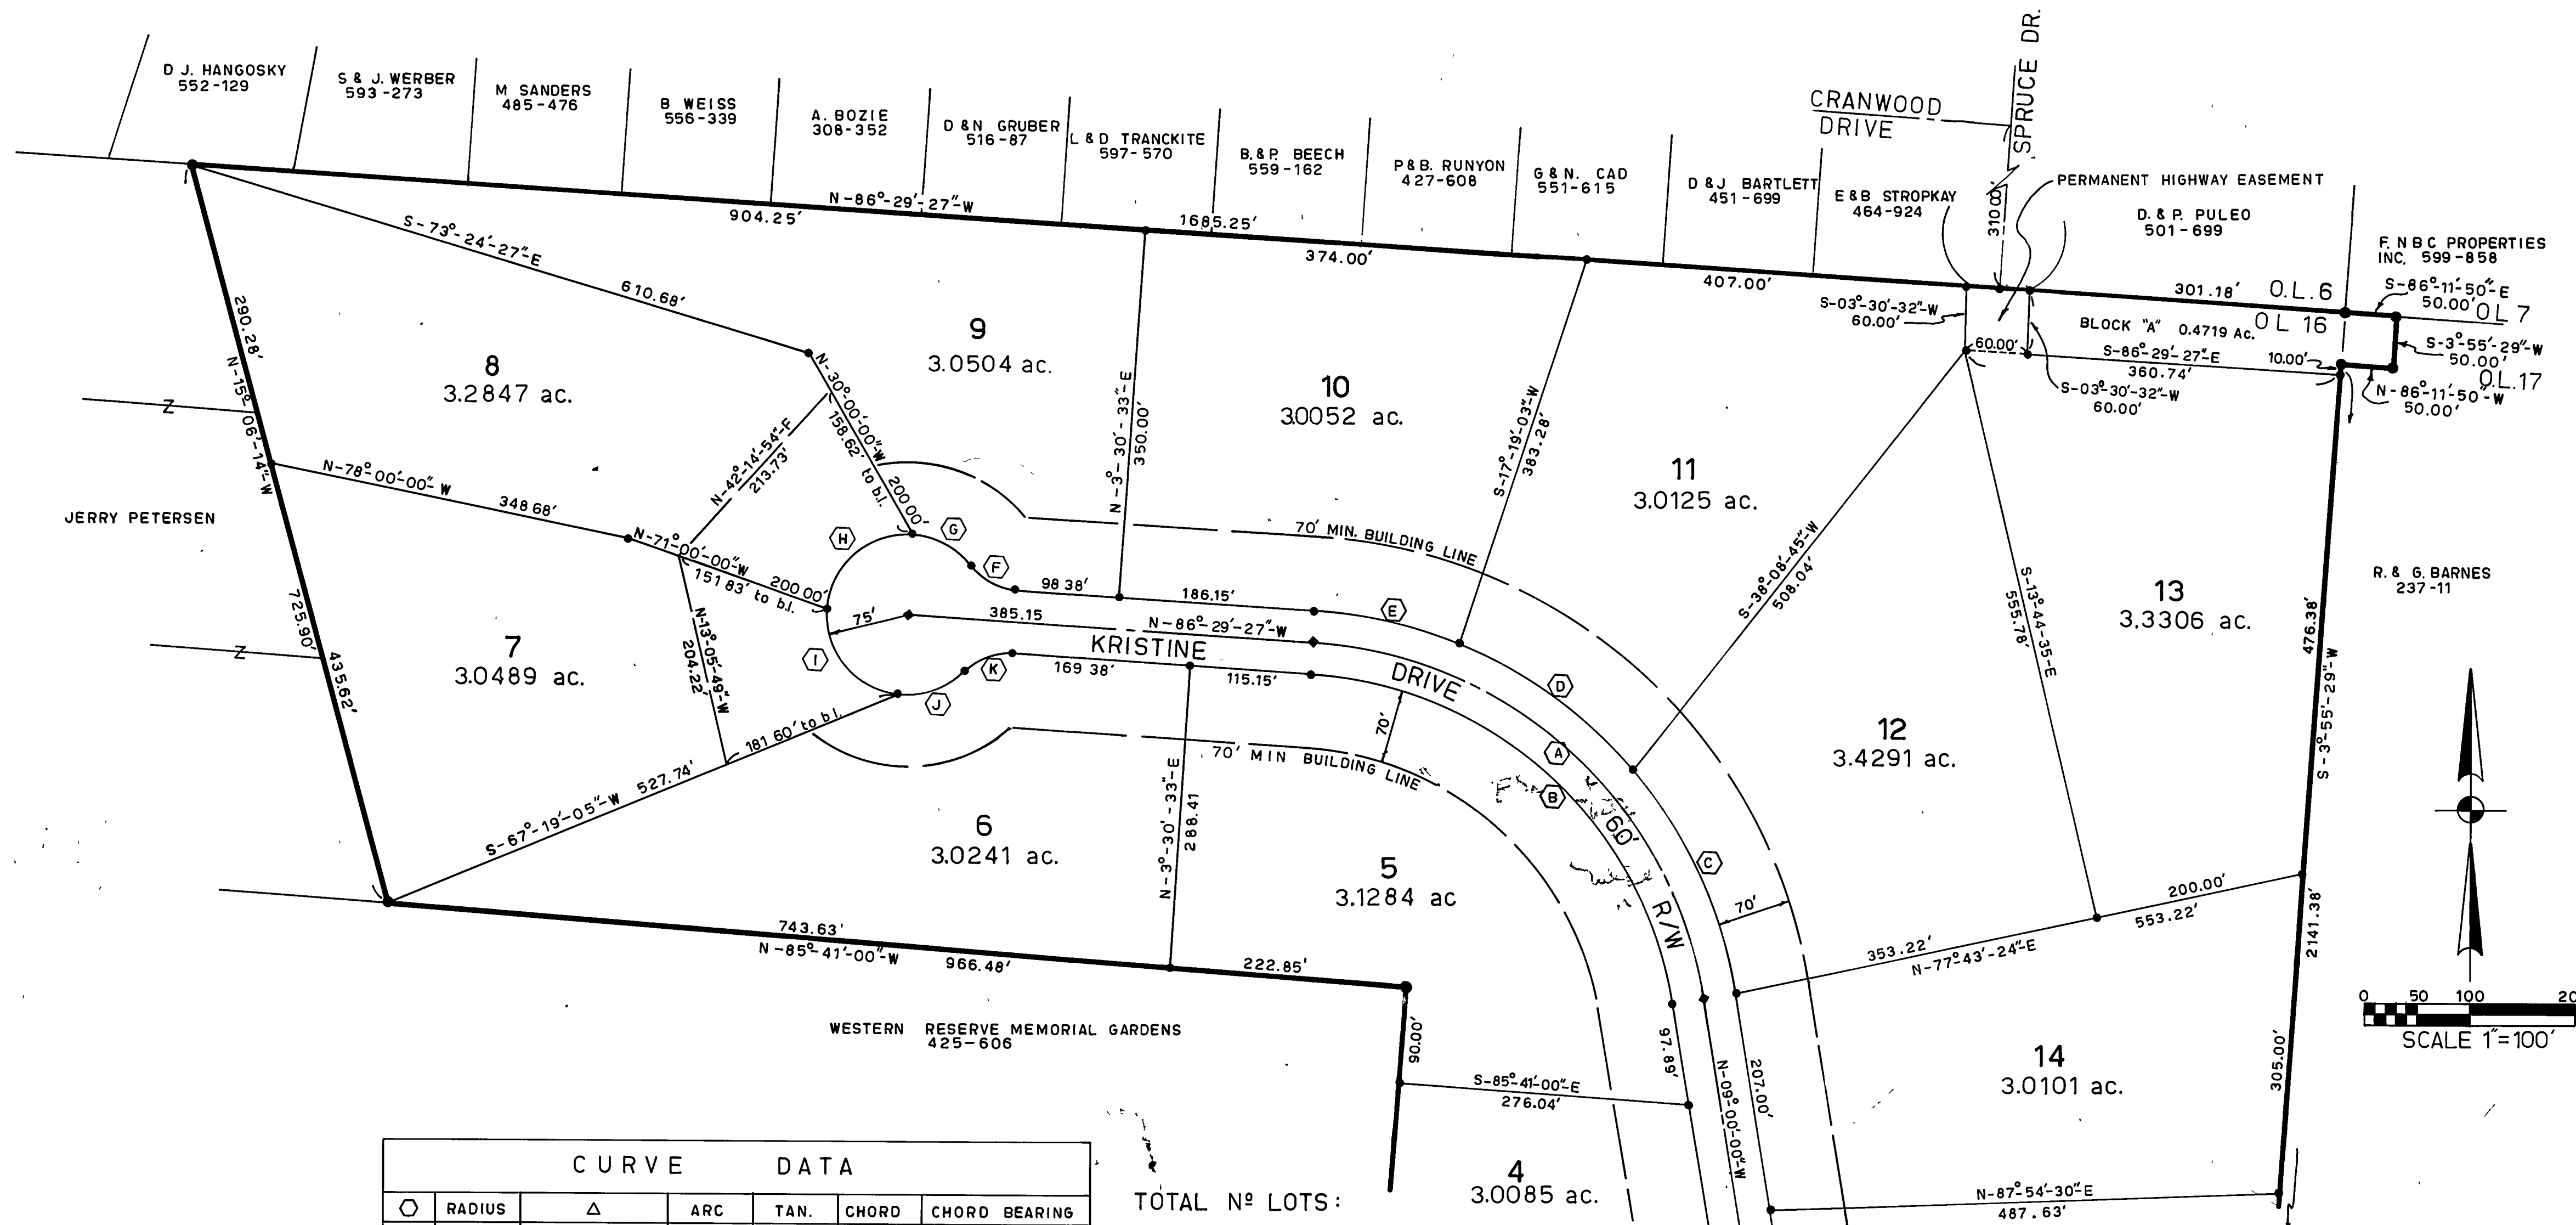 D J. HANGOSKY
552-129
S & J. WERBER
593-273
M SANDERS
485-476
B WEISS
556-339
A. BOZIE
308-352
D & N GRUBER
516-87
L & D TRANCKITE
597-570
B. & P. BEECH
559-162
P & B. RUNYON
427-608
G & N. CAD
551-615
D & J BARTLETT
451-699
E & B STROPKAY
464-924
CRANWOOD
DRIVE
SPRUCE DR.
310.00'
PERMANENT HIGHWAY EASEMENT
D. & P. PULEO
501-699
F. N B C PROPERTIES
INC. 599-858
S-86°-11'-50"-E
50.00'
O L 7
N-86°-29'-27"-W
904.25'
1685.25'
374.00'
407.00'
301.18'
O.L. 6
O L 16
BLOCK "A" 0.4719 Ac.
S-03°-30'-32"-W
60.00'
60.00'
S-86°-29'-27"-E
360.74'
10.00'
S-3°-55'-29"-W
50.00'
O.L. 17
S-03°-30'-32"-W
60.00'
N-86°-11'-50"-W
50.00'
S-73°-24'-27"-E
610.68'
290.28'
N-15°-06'-14"-W
8
3.2847 ac.
9
3.0504 ac.
10
3.0052 ac.
11
3.0125 ac.
N-30°-00'-00"-W
158.62' to b.l.
200.00'
N-42°-14'-54"-E
213.73'
N-3°-30'-33"-E
350.00'
S-17°-19-03"-W
383.28'
S-38°-08'-45"-W
508.04'
S-13°-44-35-E
555.78'
13
3.3306 ac.
R. & G. BARNES
237-11
476.38'
S-3°-55'-29"-W
Z
JERRY PETERSEN
Z
N-78°-00'-00"-W
348.68'
N-71°-00'-00"-W
151.83' to b.l.
200.00'
H
G
F
98.38'
186.15'
E
70' MIN. BUILDING LINE
75'
385.15
N-86°-29'-27"-W
KRISTINE
DRIVE
I
K
J
169.38'
115.15'
D
A
B
C
60'
R/W
70'
70'
7
3.0489 ac.
N-13°-05'-49"-W
204.22'
725.90'
435.62'
181.60' to b.l.
S-67°-19'-05"-W
527.74'
70' MIN BUILDING LINE
6
3.0241 ac.
N-3°-30'-33"-E
288.41
5
3.1284 ac
12
3.4291 ac.
200.00'
553.22'
353.22'
N-77°43'-24"E
2141.38'
743.63'
N-85°-41'-00"-W
966.48'
222.85'
WESTERN RESERVE MEMORIAL GARDENS
425-606
90.00'
S-85°-41'-00"-E
276.04'
97.89'
N-09°-00'-00"-W
207.00'
14
3.0101 ac.
305.00'
N-87°-54'-30"-E
487.63'
0 50 100 20
SCALE 1"=100'
4
3.0085 ac.
CURVE DATA
RADIUS Δ ARC TAN. CHORD CHORD BEARING
TOTAL Nº LOTS: